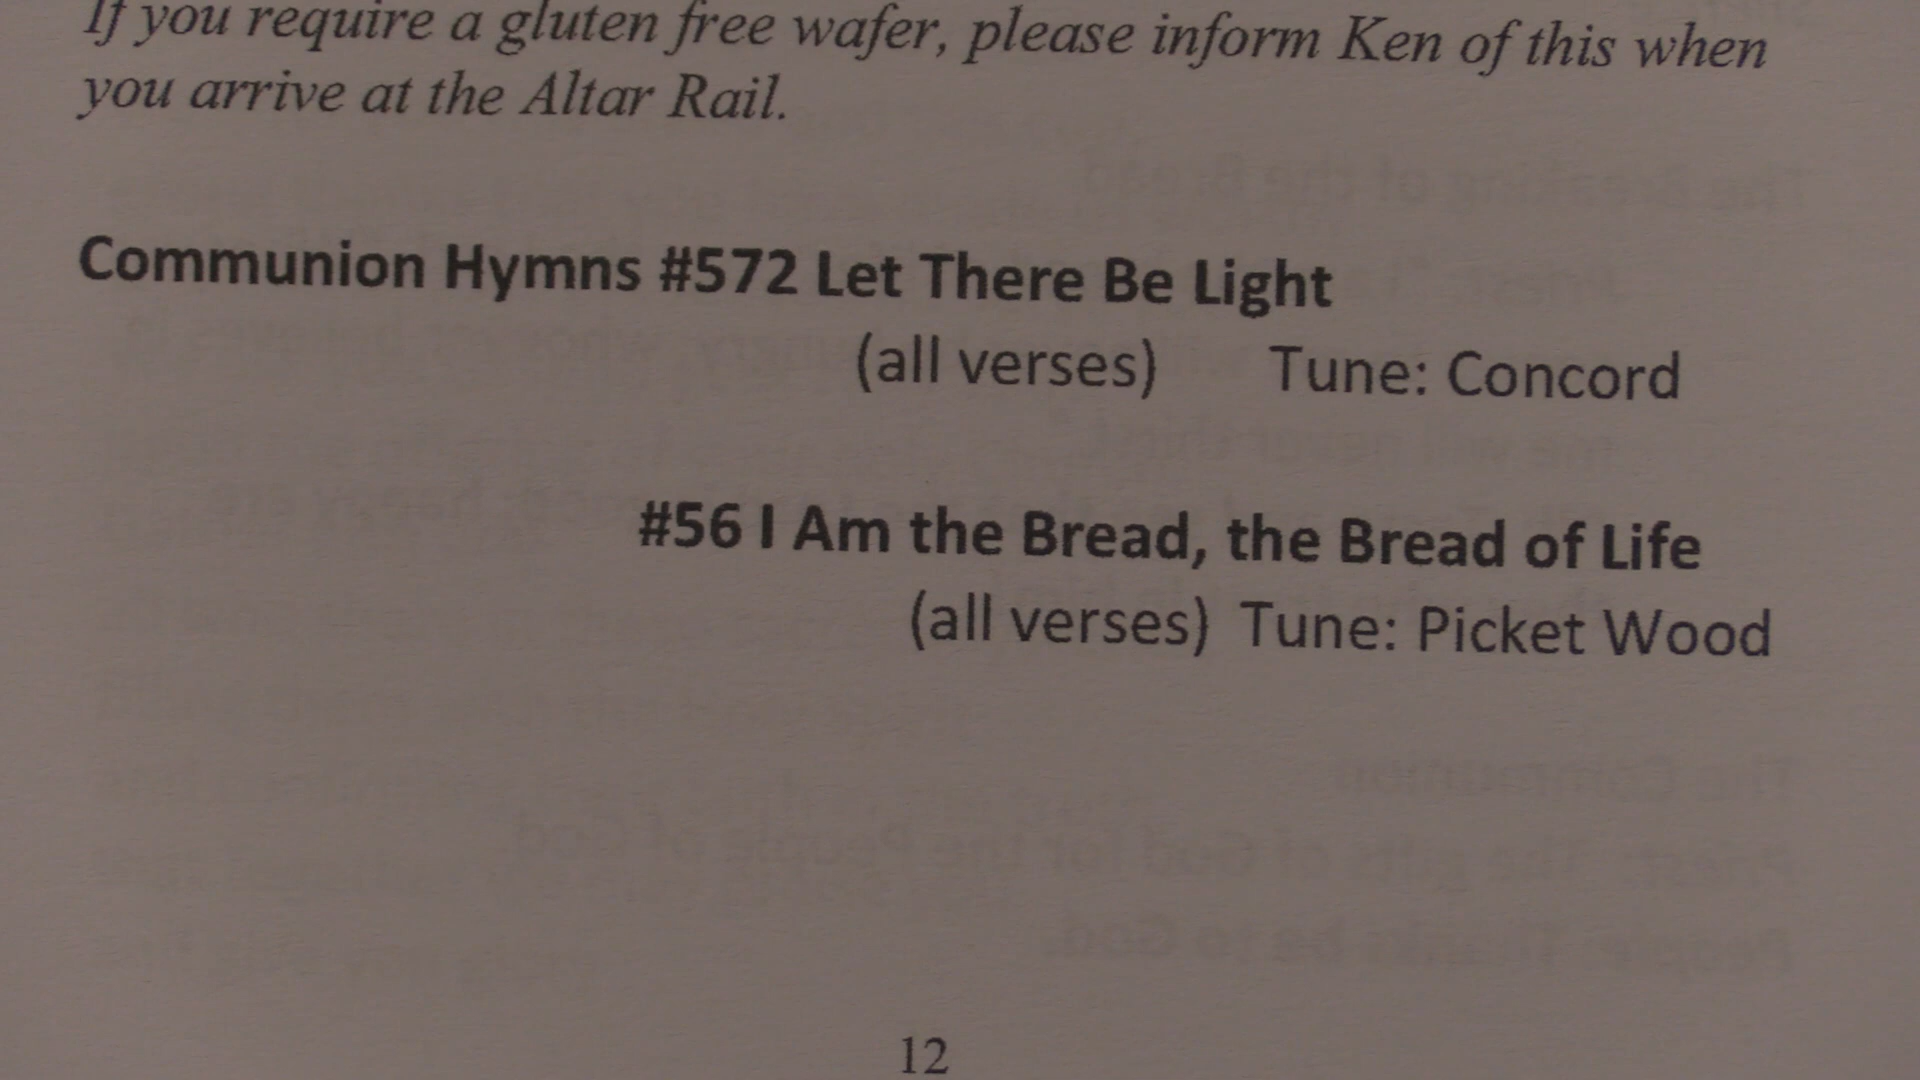 If you require a gluten free wafer, please inform Ken of this when
you arrive at the Altar Rail.
Communion Hymns #572 Let There Be Light
(all verses) Tune: Concord
#56 I Am the Bread, the Bread of Life
(all verses) Tune: Picket Wood
12